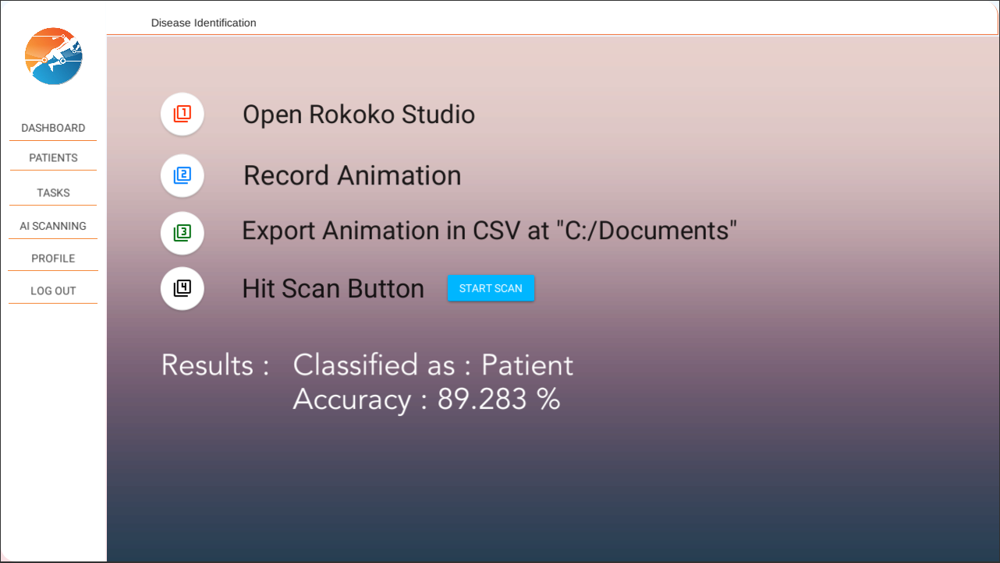 Disease Identification
DASHBOARD
PATIENTS
TASKS
AI SCANNING
PROFILE
LOG OUT
1 Open Rokoko Studio
2 Record Animation
3 Export Animation in CSV at "C:/Documents"
4 Hit Scan Button START SCAN
Results : Classified as : Patient
Accuracy : 89.283 %